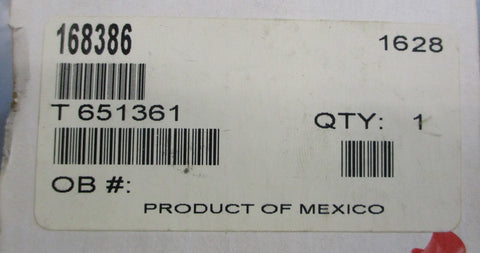 168386 1628
T 651361
QTY: 1
OB #:
PRODUCT OF MEXICO